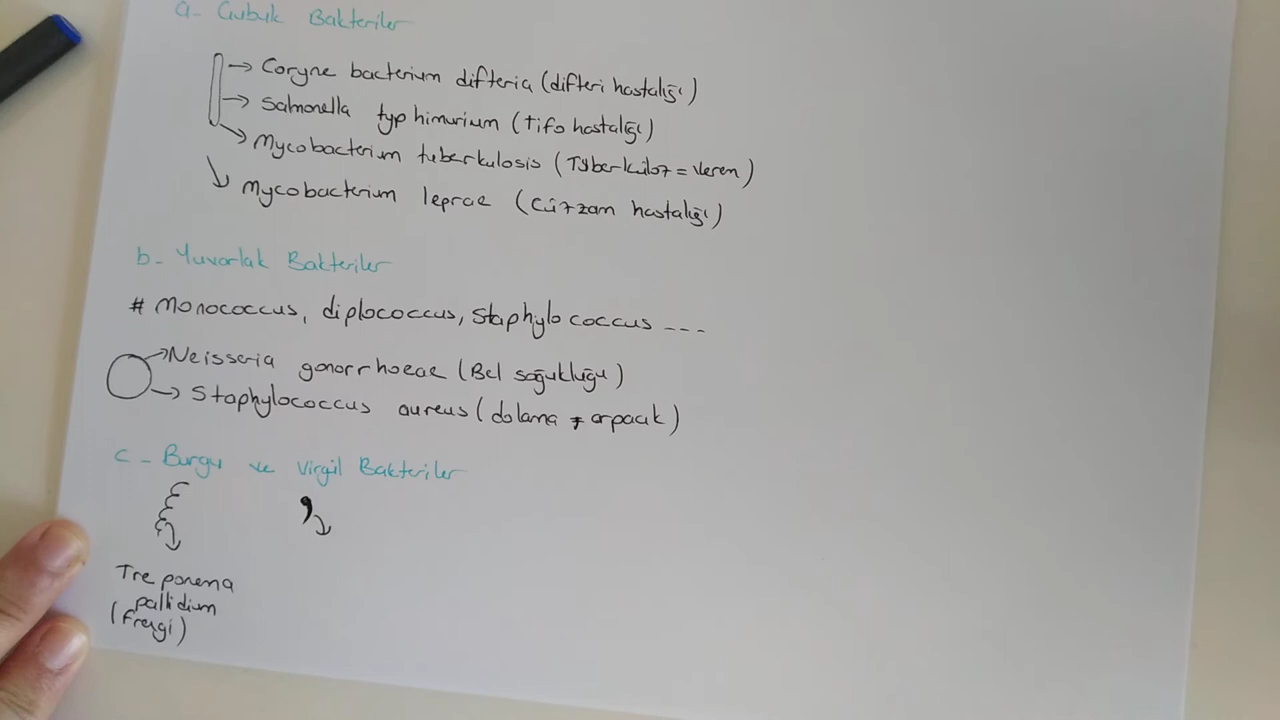 a- Çubuk Bakteriler
→ Coryne bacterium difteria (difteri hastalığı)
→ Salmonella typhimurium (Tifo hastalığı)
→ Mycobacterium tuberkulosis (Tüberküloz = Verem)
→ Mycobacterium leprae (Cüzzam hastalığı)
b- Yuvarlak Bakteriler
# Monococcus, diplococcus, staphylococcus ---
→ Neisseria gonorrhoeae (Bel soğukluğu)
→ Staphylococcus aureus (dolama, arpacık)
c- Burgu ve Virgül Bakteriler
Treponema
pallidium
(Frengi)